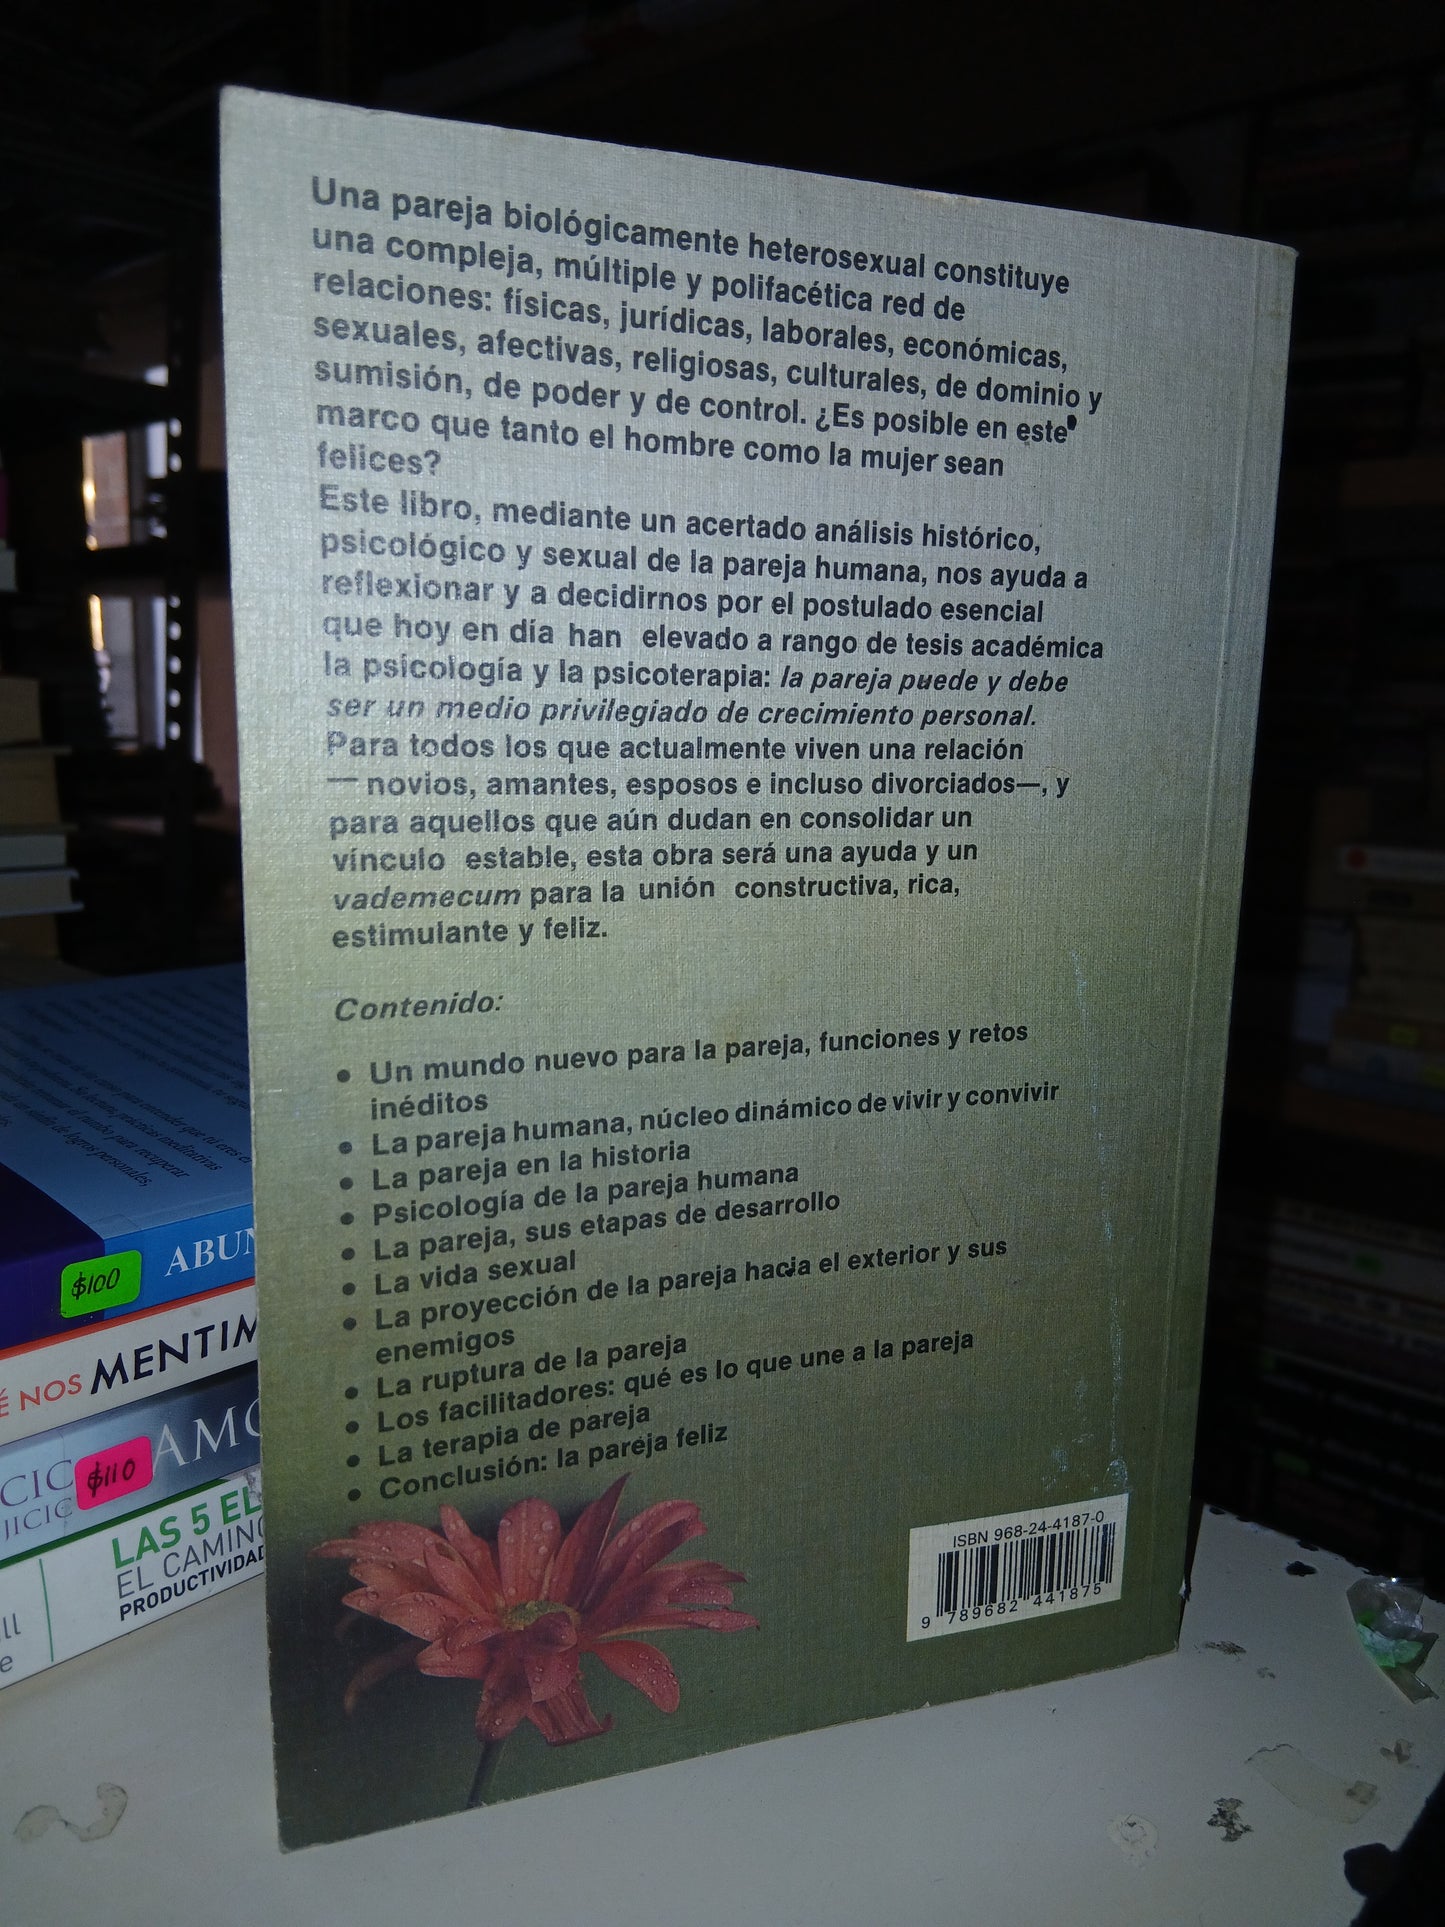 Una pareja biológicamente heterosexual constituye
una compleja, múltiple y polifacética red de
relaciones: físicas, jurídicas, laborales, económicas,
sexuales, afectivas, religiosas, culturales, de dominio y
sumisión, de poder y de control. ¿Es posible en este
marco que tanto el hombre como la mujer sean
felices?
Este libro, mediante un acertado análisis histórico,
psicológico y sexual de la pareja humana, nos ayuda a
reflexionar y a decidirnos por el postulado esencial
que hoy en día han elevado a rango de tesis académica
la psicología y la psicoterapia: la pareja puede y debe
ser un medio privilegiado de crecimiento personal.
Para todos los que actualmente viven una relación
—novios, amantes, esposos e incluso divorciados—, y
para aquellos que aún dudan en consolidar un
vínculo estable, esta obra será una ayuda y un
vademecum para la unión constructiva, rica,
estimulante y feliz.
Contenido:
• Un mundo nuevo para la pareja, funciones y retos
inéditos
• La pareja humana, núcleo dinámico de vivir y convivir
• La pareja en la historia
• Psicología de la pareja humana
• La pareja, sus etapas de desarrollo
• La vida sexual
• La proyección de la pareja hacia el exterior y sus
enemigos
• La ruptura de la pareja
• Los facilitadores: qué es lo que une a la pareja
• La terapia de pareja
• Conclusión: la pareja feliz
ISBN 968-24-4187-0
9 789682 441875
$100
ABUN
É NOS MENTIM
CIC
JICIC
$110
AMO
LAS 5 EL
EL CAMINO
PRODUCTIVIDAD